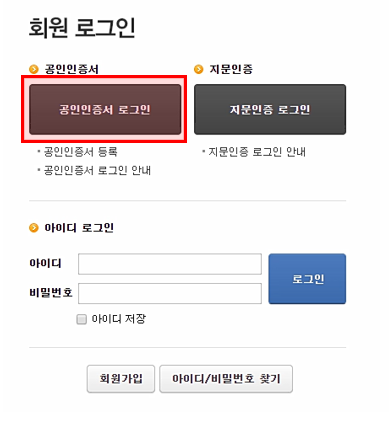 회원 로그인
공인인증서 지문인증
공인인증서 로그인 지문인증 로그인
· 공인인증서 등록 · 지문인증 로그인 안내
· 공인인증서 로그인 안내
아이디 로그인
아이디
로그인
비밀번호
아이디 저장
회원가입 아이디/비밀번호 찾기